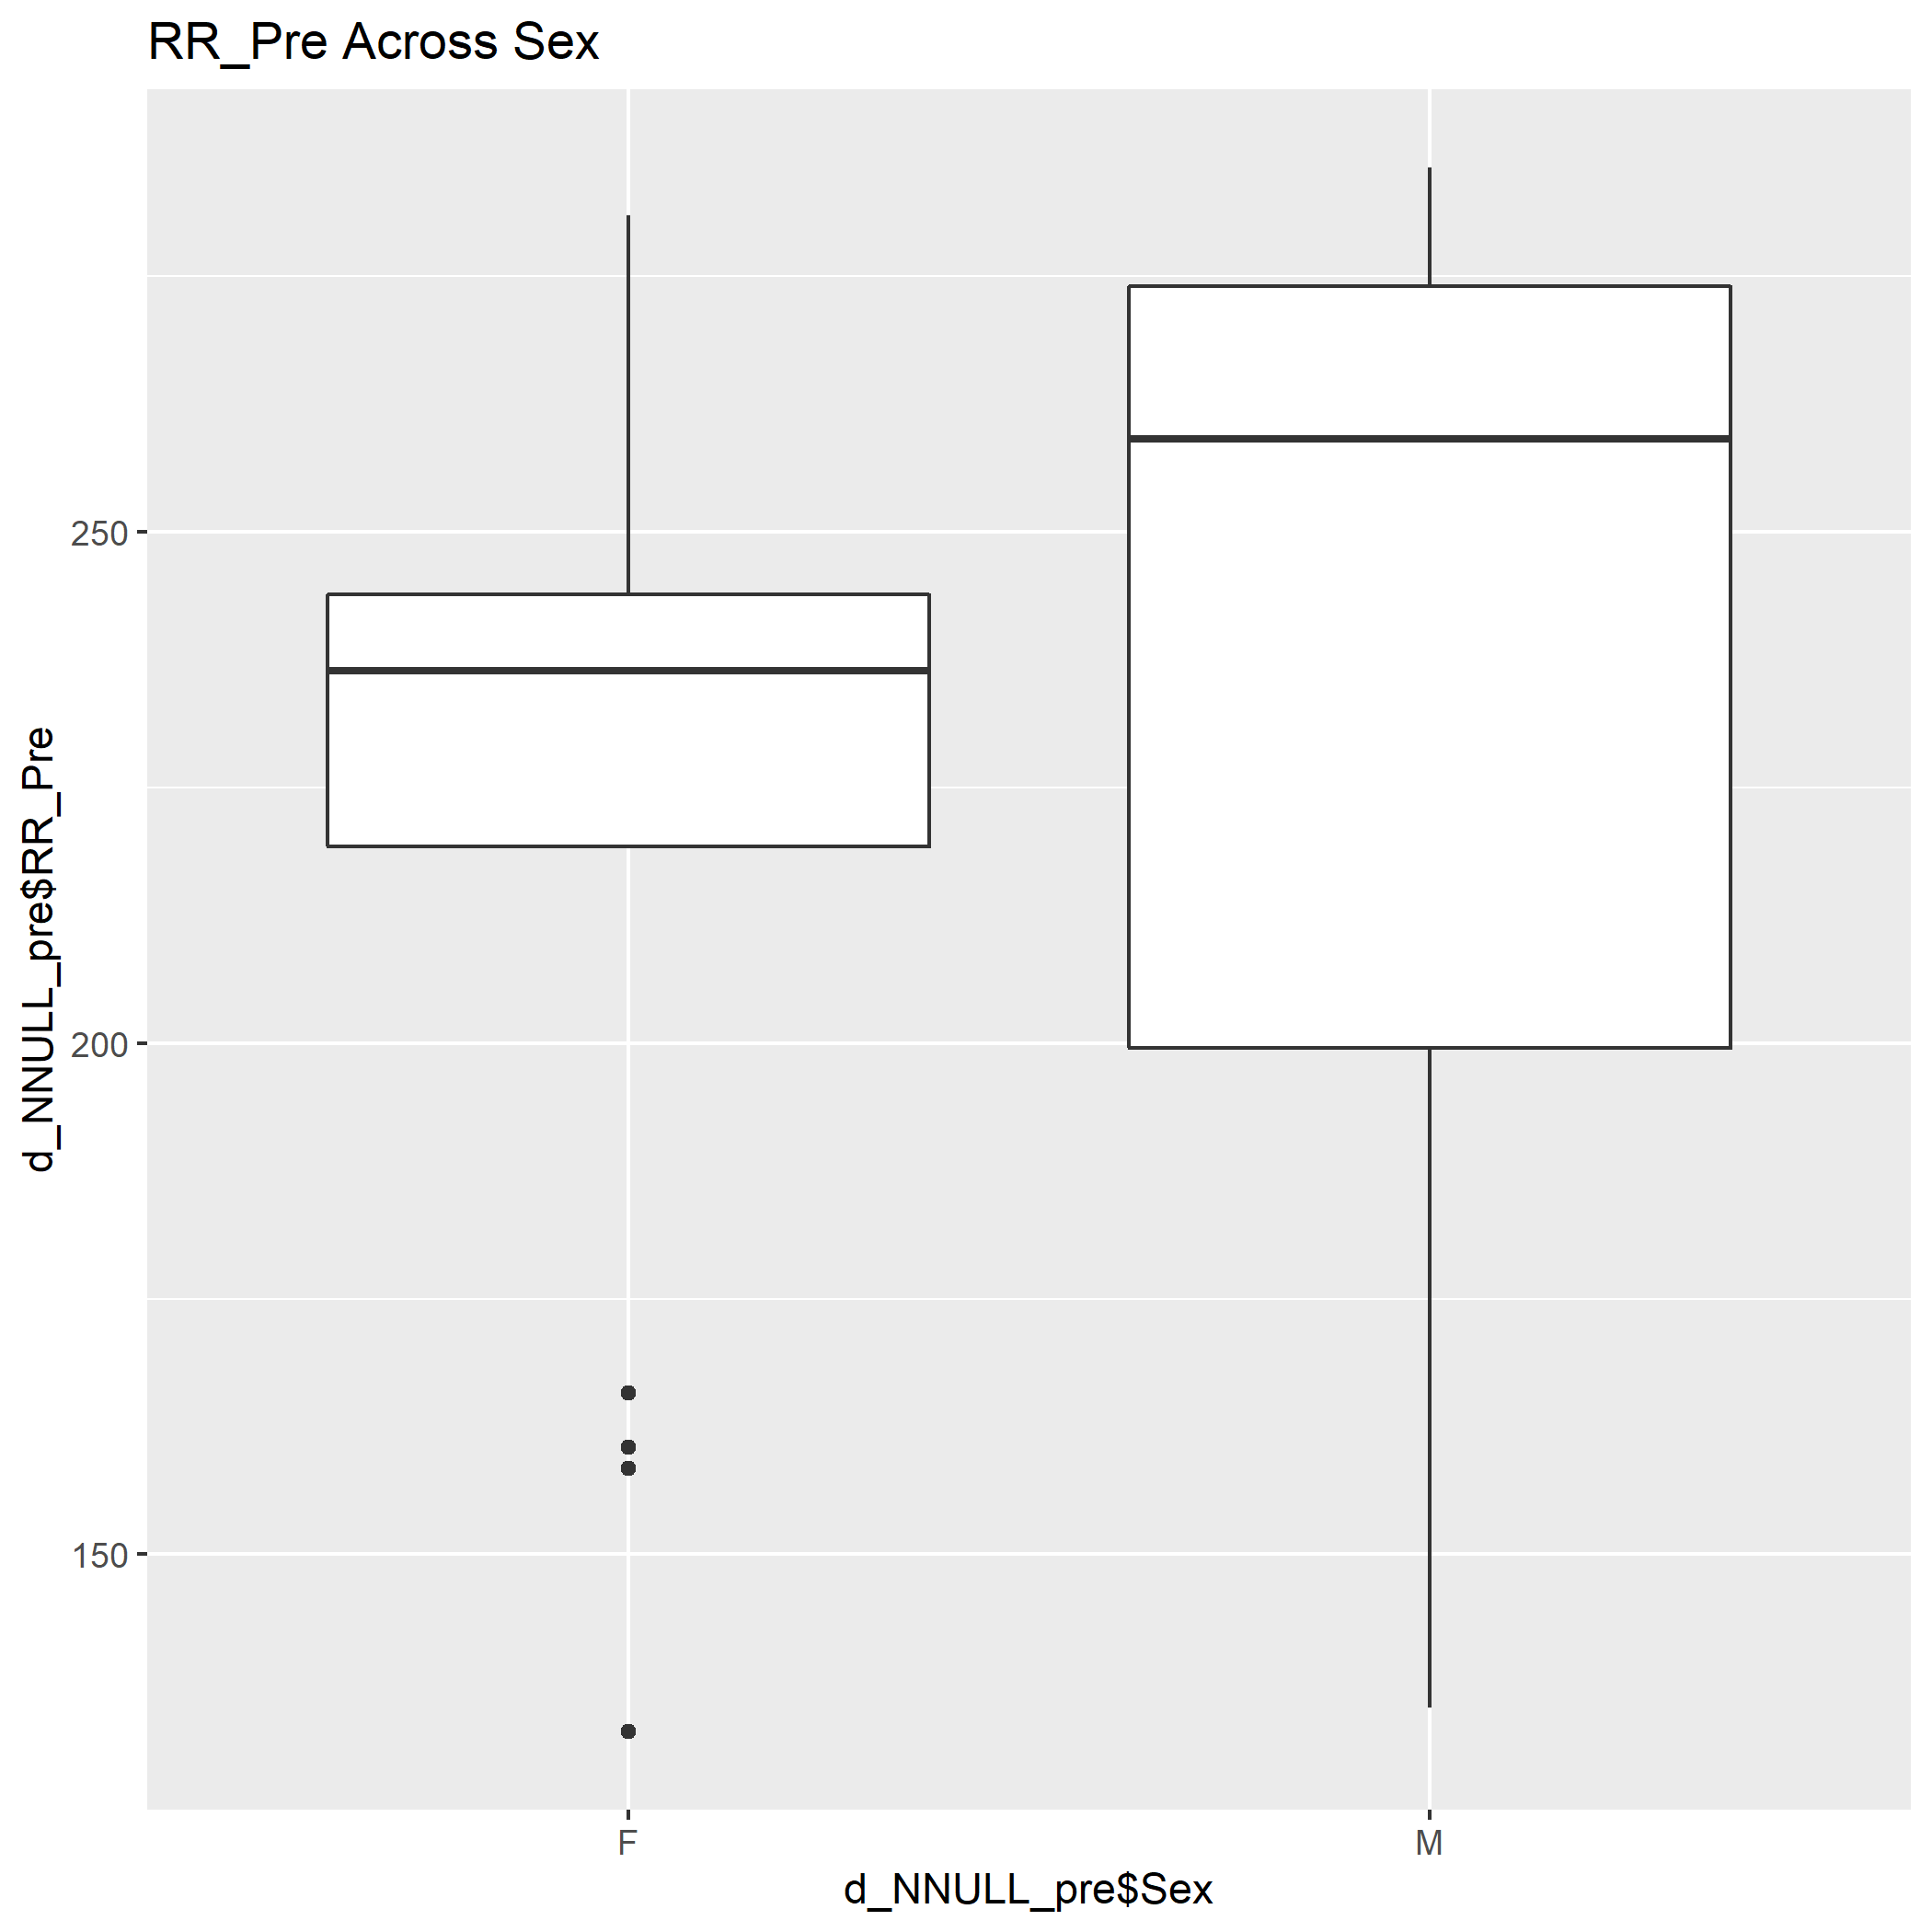 RR_Pre Across Sex
d_NNULL_pre$RR_Pre
250
200
150
F
M
d_NNULL_pre$Sex